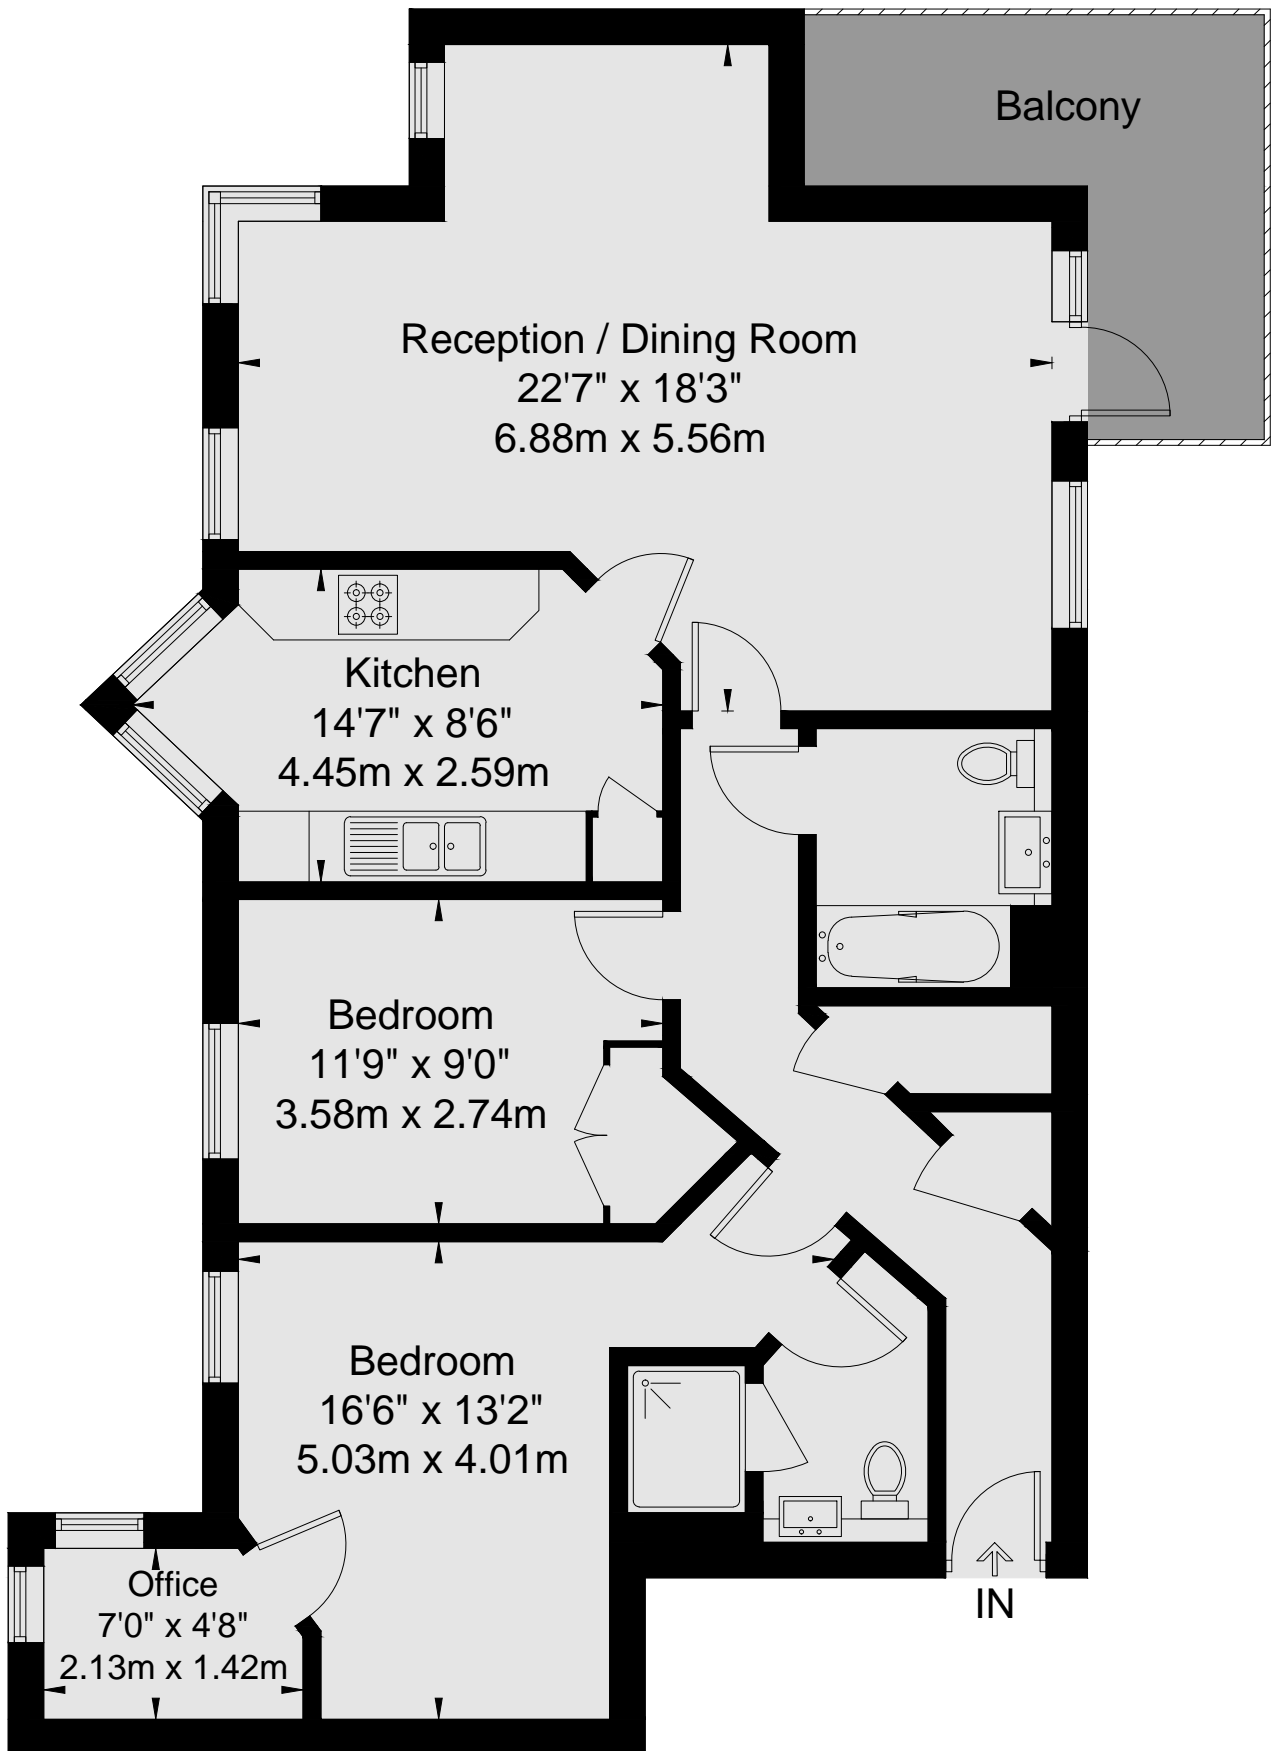 Balcony
Reception / Dining Room
22'7" x 18'3"
6.88m x 5.56m
Kitchen
14'7" x 8'6"
4.45m x 2.59m
Bedroom
11'9" x 9'0"
3.58m x 2.74m
Bedroom
16'6" x 13'2"
5.03m x 4.01m
Office
7'0" x 4'8"
2.13m x 1.42m
IN